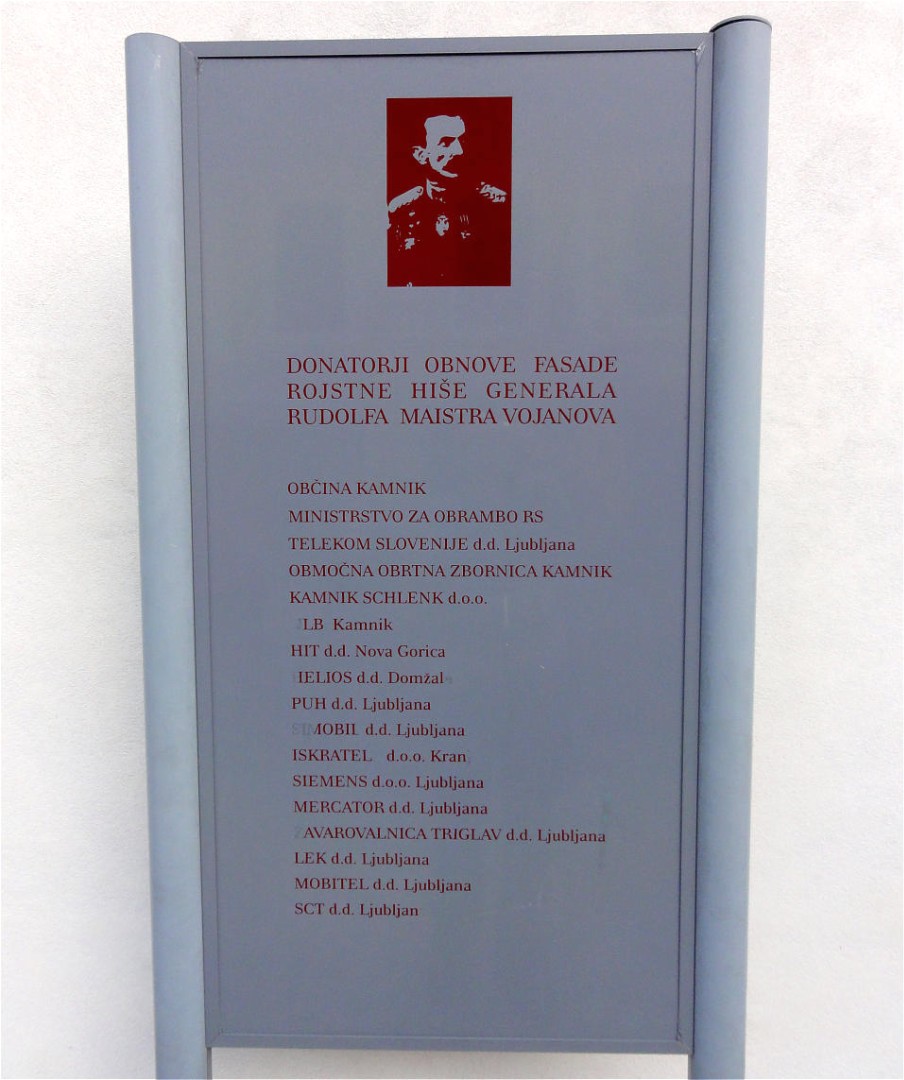 DONATORJI OBNOVE FASADE
ROJSTNE HIŠE GENERALA
RUDOLFA MAISTRA VOJANOVA
OBČINA KAMNIK
MINISTRSTVO ZA OBRAMBO RS
TELEKOM SLOVENIJE d.d. Ljubljana
OBMOČNA OBRTNA ZBORNICA KAMNIK
KAMNIK SCHLENK d.o.o.
LB Kamnik
HIT d.d. Nova Gorica
IELIOS d.d. Domžal
PUH d.d. Ljubljana
MOBIL d.d. Ljubljana
ISKRATEL d.o.o. Kran
SIEMENS d.o.o. Ljubljana
MERCATOR d.d. Ljubljana
AVAROVALNICA TRIGLAV d.d. Ljubljana
LEK d.d. Ljubljana
MOBITEL d.d. Ljubljana
SCT d.d. Ljubljan